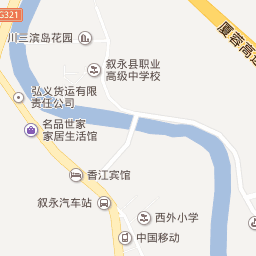 G321
川三滨岛花园
厦蓉高速
叙永县职业
高级中学校
弘义货运有限
责任公司
名品世家
家居生活馆
香江宾馆
叙永汽车站
西外小学
中国移动